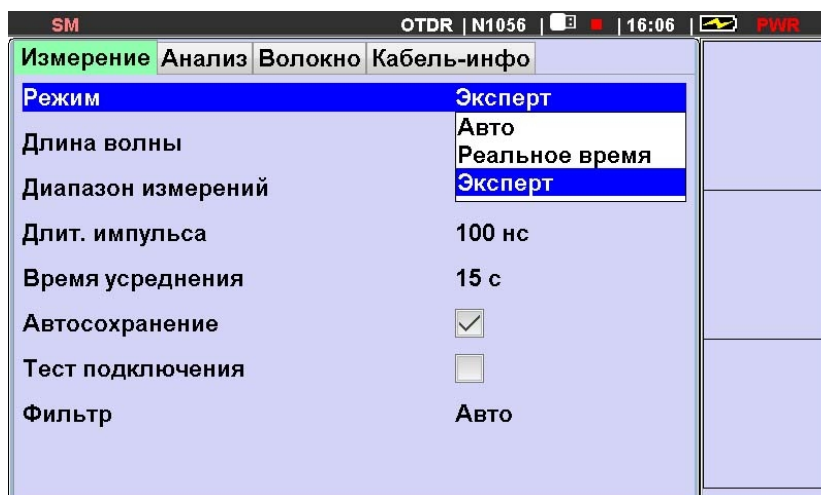 SM OTDR | N1056 | | 16:06 | PWR
Измерение Анализ Волокно Кабель-инфо
Режим Эксперт
Авто
Длина волны
Реальное время
Диапазон измерений Эксперт
Длит. импульса 100 нс
Время усреднения 15 с
Автосохранение
Тест подключения
Фильтр Авто